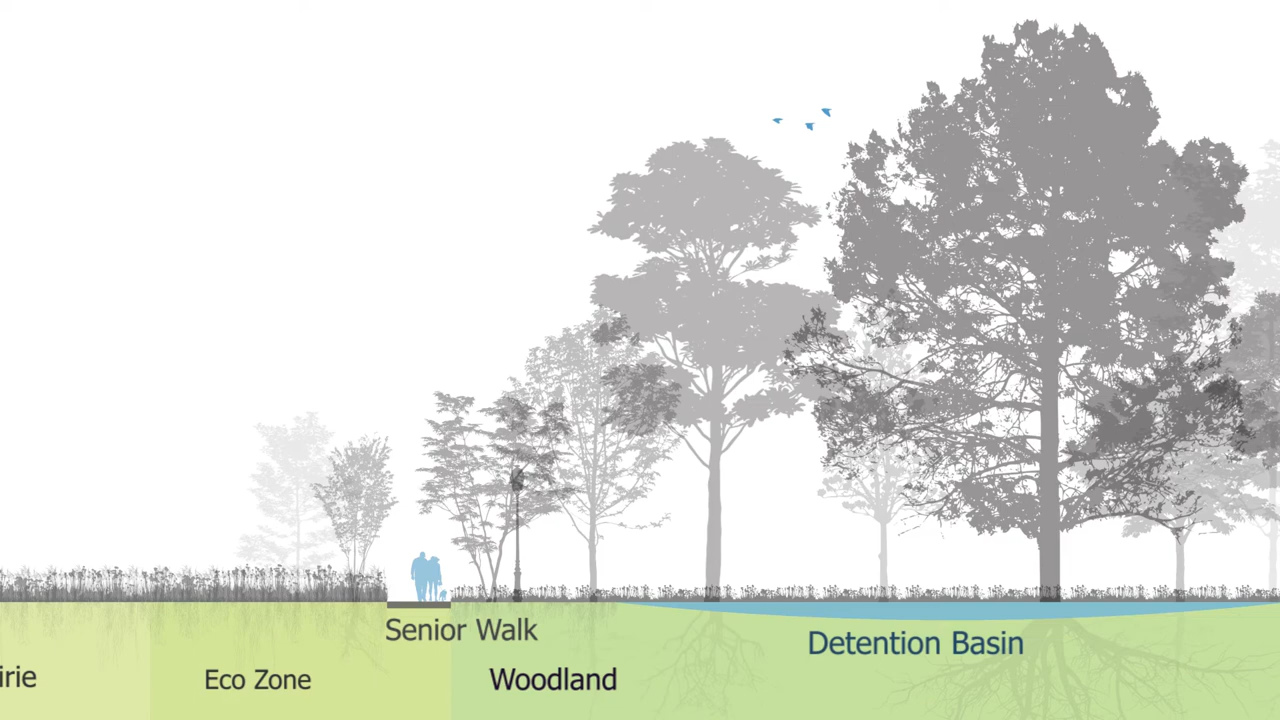 Senior Walk
Detention Basin
irie
Eco Zone
Woodland